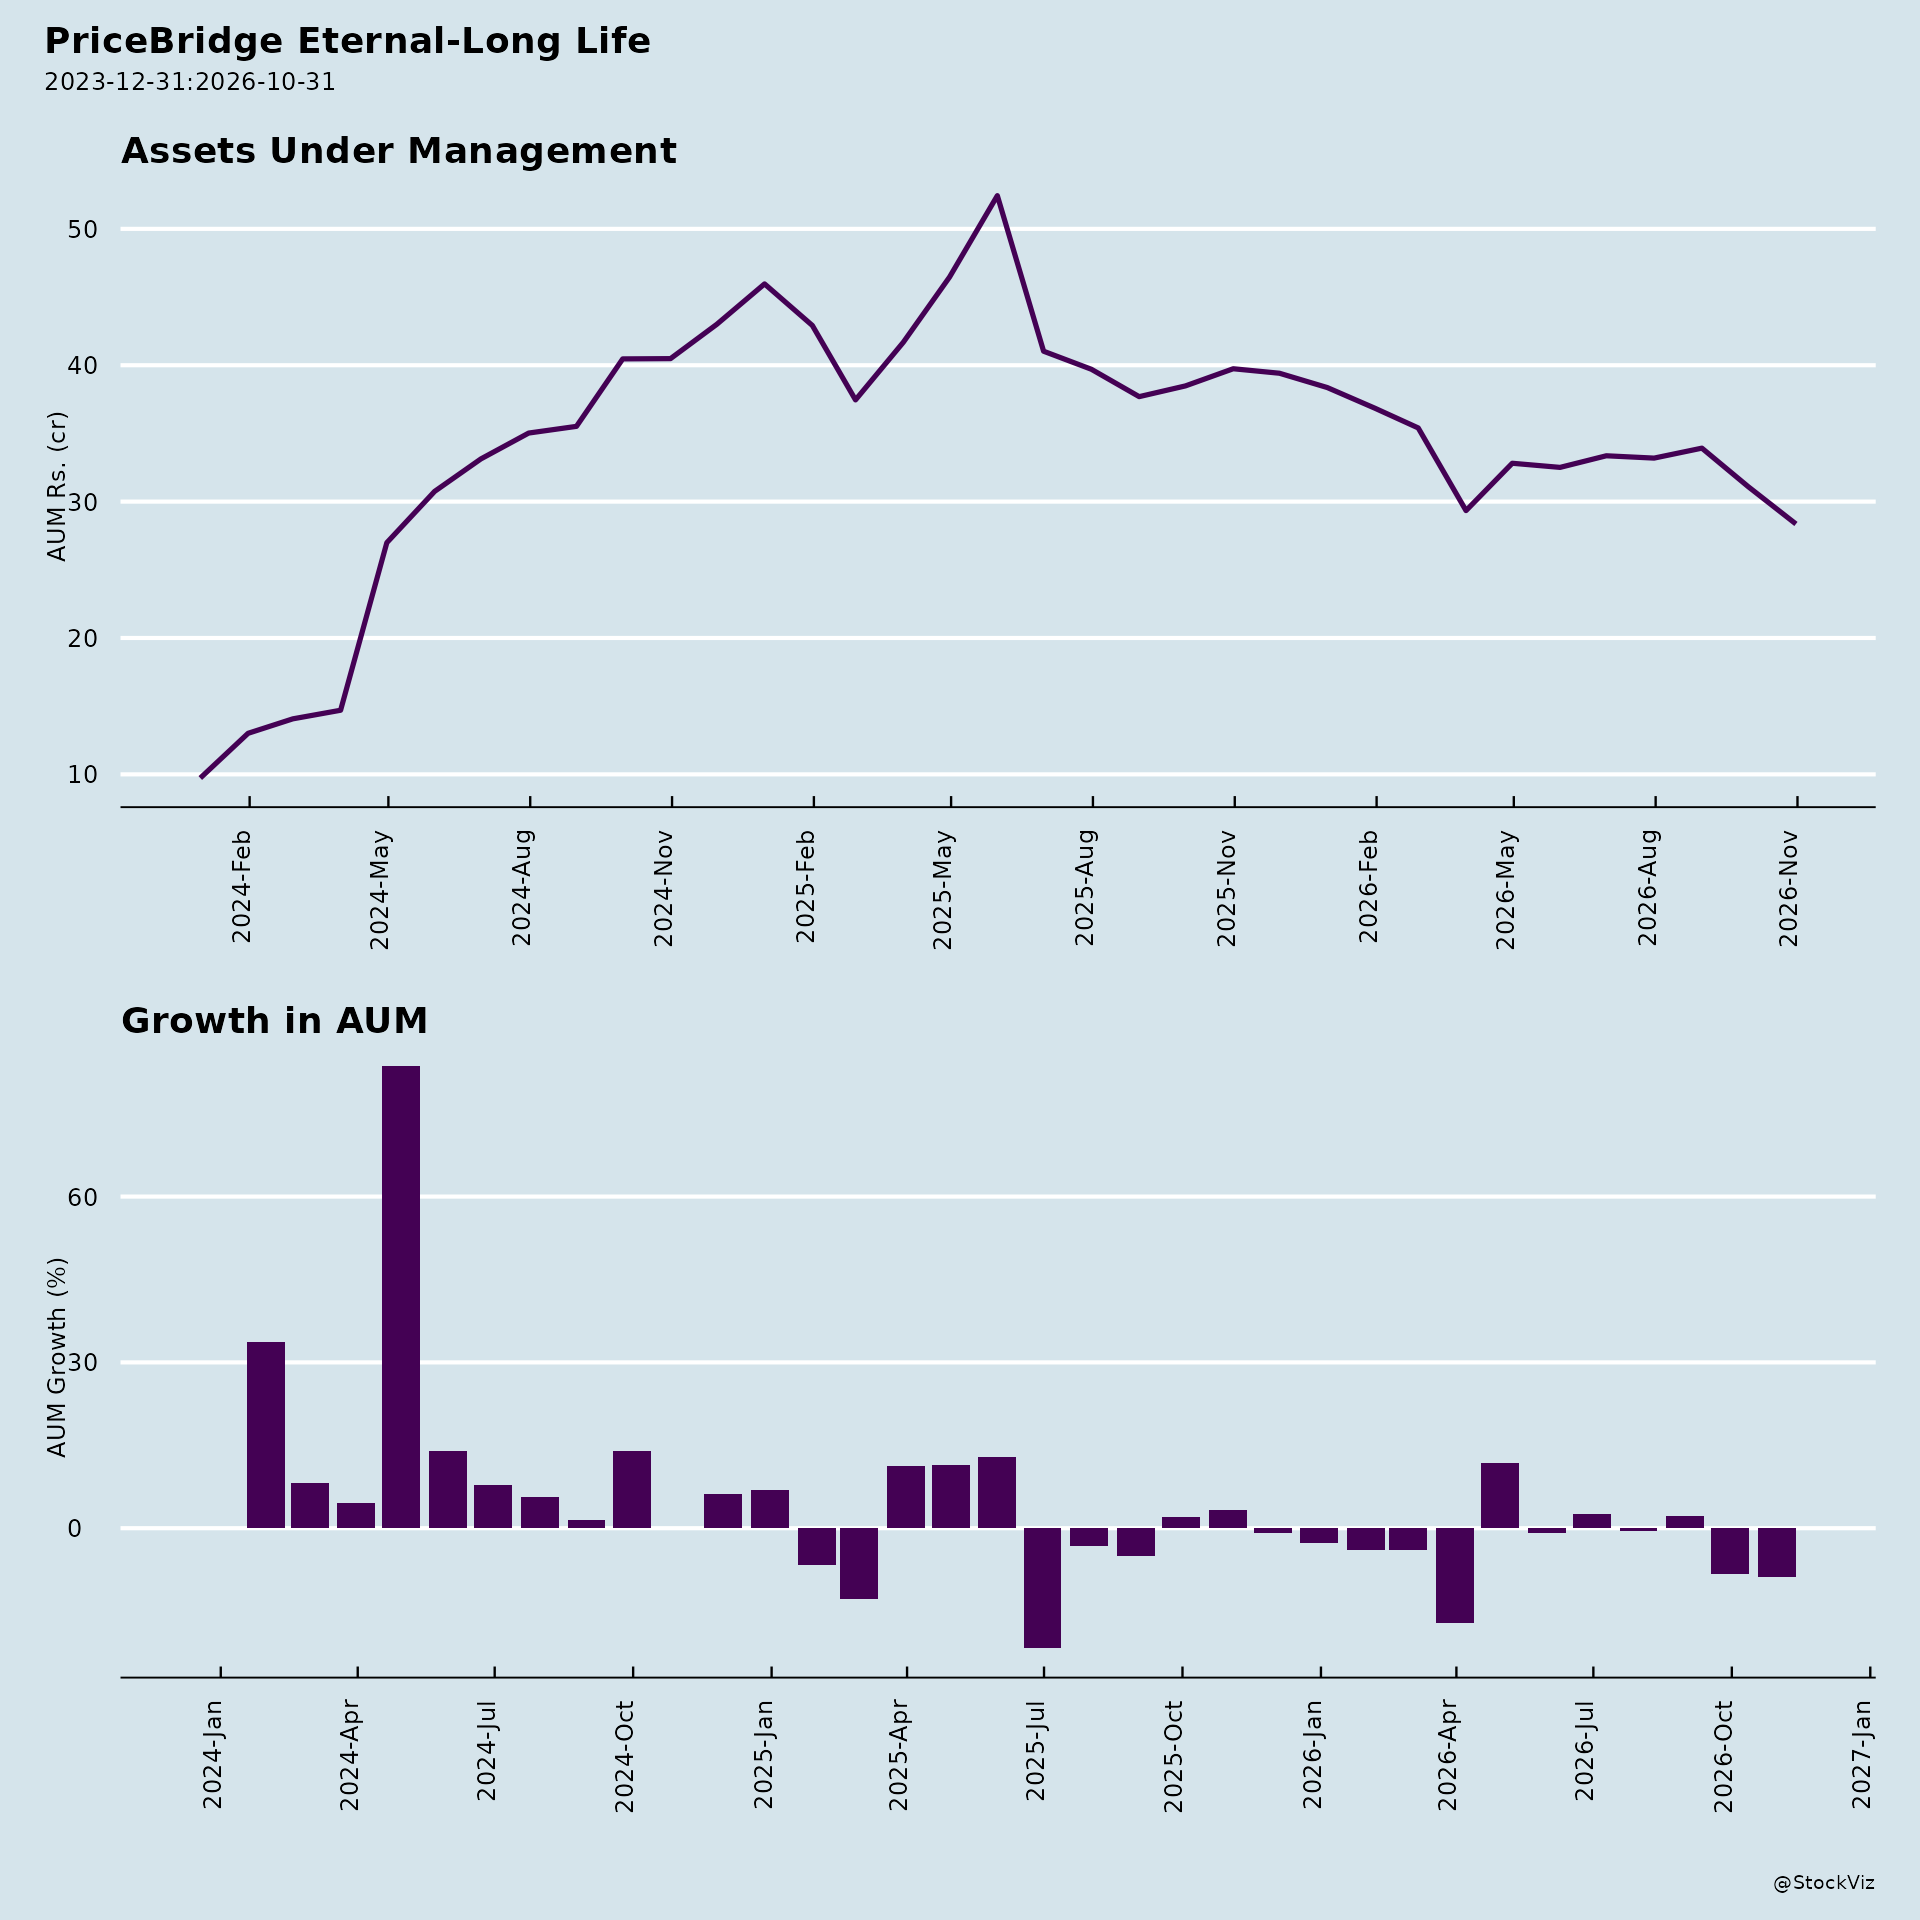 PriceBridge Eternal-Long Life
2023-12-31:2026-10-31
Assets Under Management
AUM Rs. (cr)
50
40
30
20
10
2024-Feb
2024-May
2024-Aug
2024-Nov
2025-Feb
2025-May
2025-Aug
2025-Nov
2026-Feb
2026-May
2026-Aug
2026-Nov
Growth in AUM
AUM Growth (%)
60
30
0
2024-Jan
2024-Apr
2024-Jul
2024-Oct
2025-Jan
2025-Apr
2025-Jul
2025-Oct
2026-Jan
2026-Apr
2026-Jul
2026-Oct
2027-Jan
@StockViz